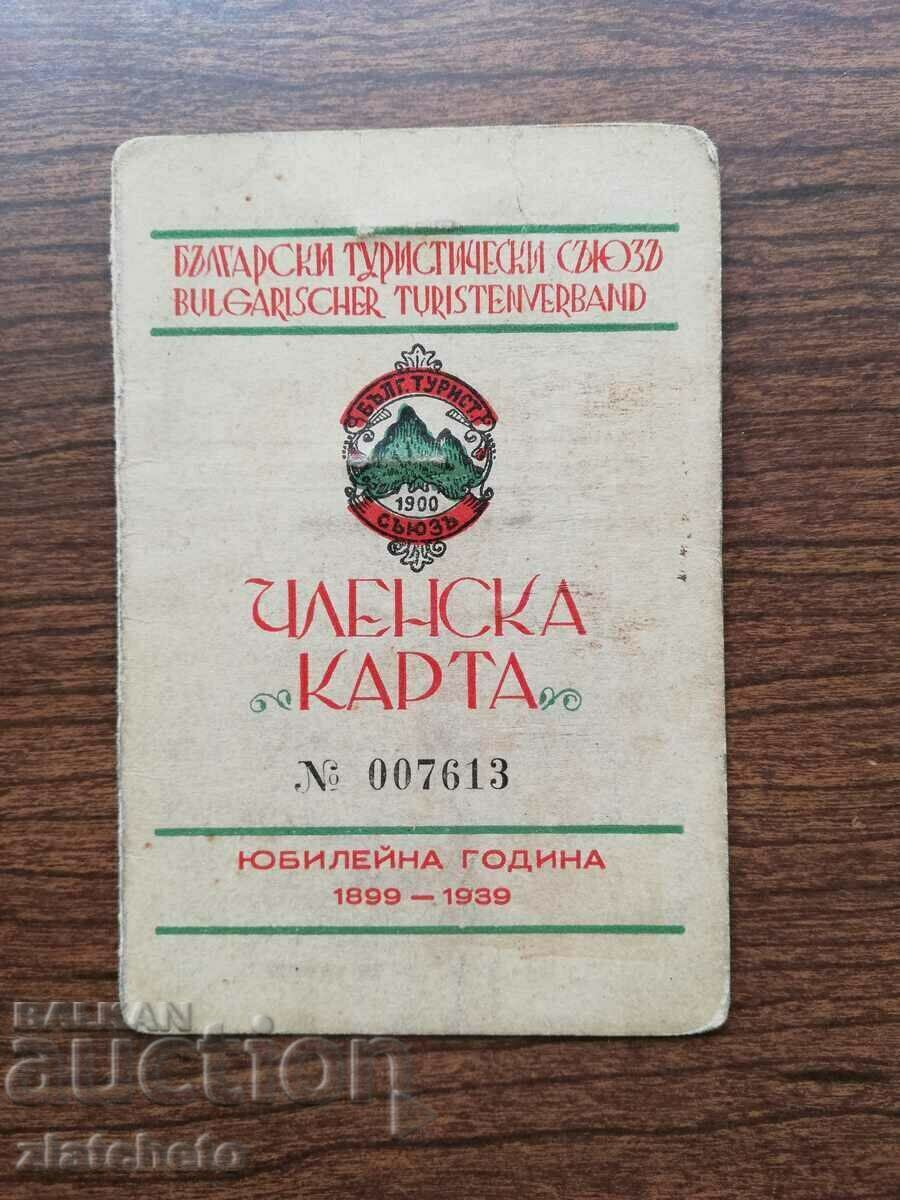 БЪЛГАРСКИ ТУРИСТИЧЕСКИ СЪЮЗЪ
BULGARISCHER TURISTENVERBAND
БЪЛГ. ТУРИСТ.
1900
СЪЮЗЪ
ЧЛЕНСКА
КАРТА
№ 007613
ЮБИЛЕЙНА ГОДИНА
1899 — 1939
BALKAN
auction
zlatcheto